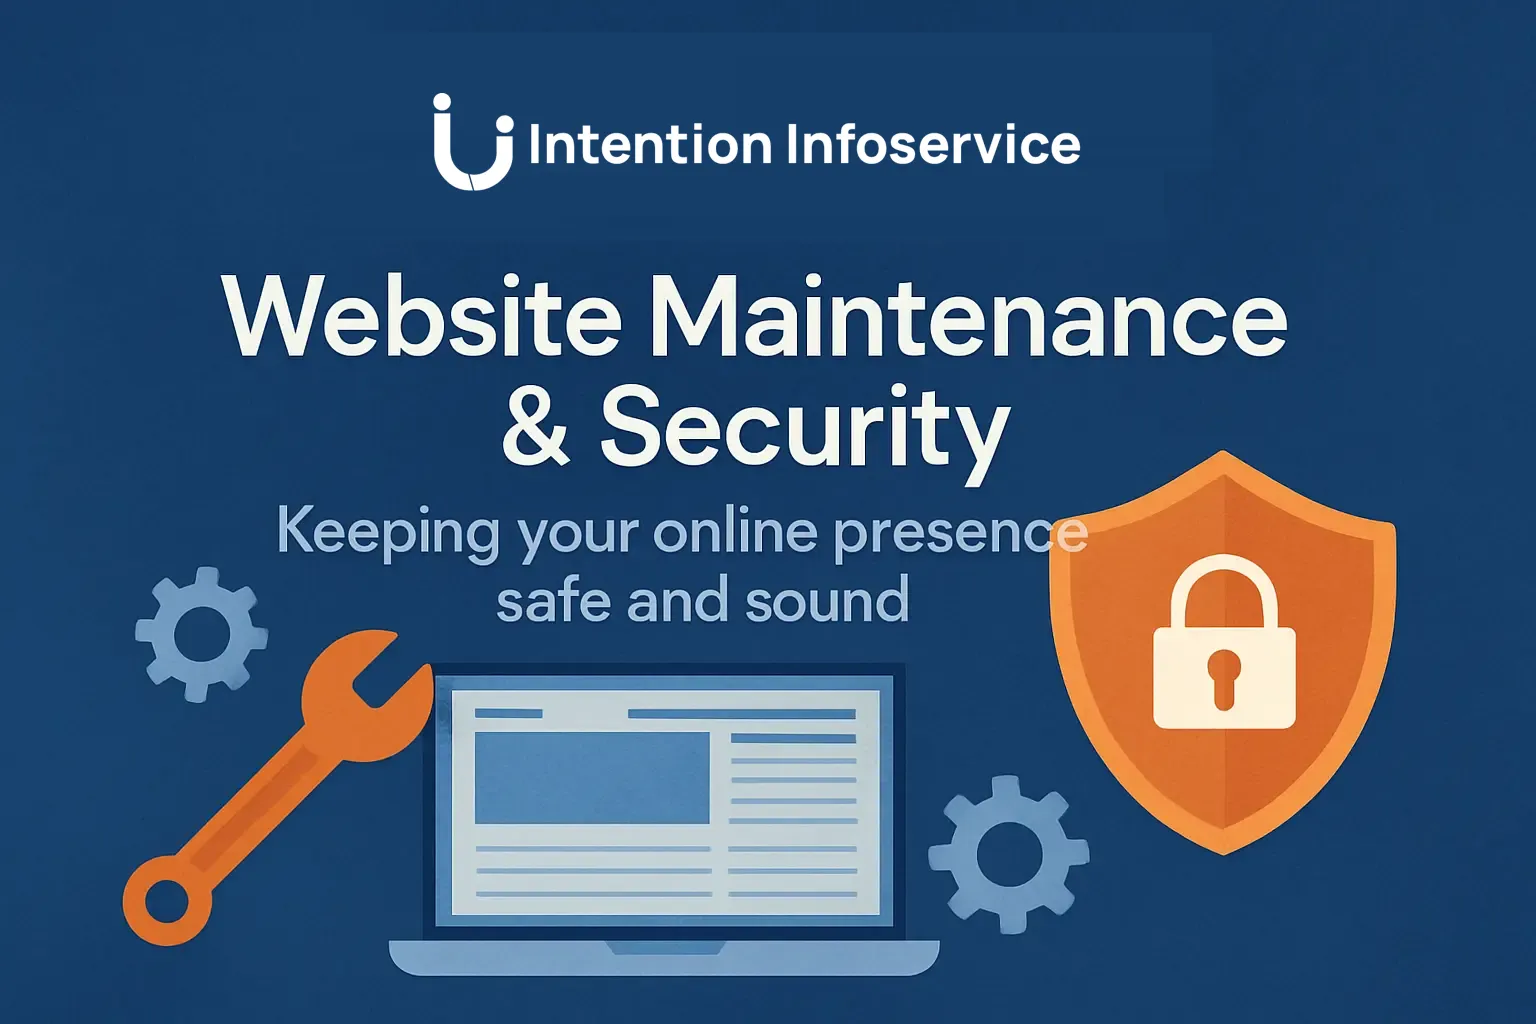 Intention Infoservice
Website Maintenance
& Security
Keeping your online presence
safe and sound